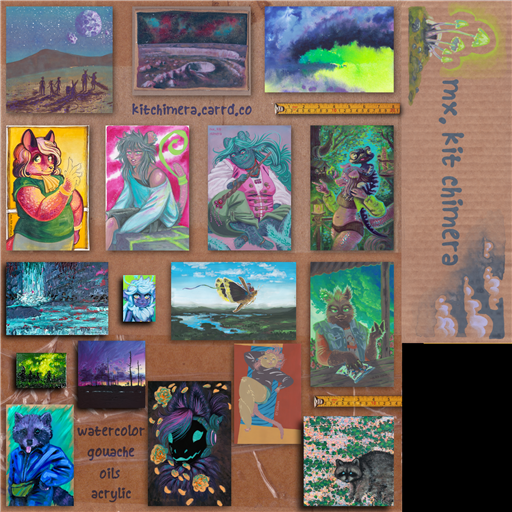 kitchimera.carrd.co
mx. kit chimera
watercolor
gouache
oils
acrylic